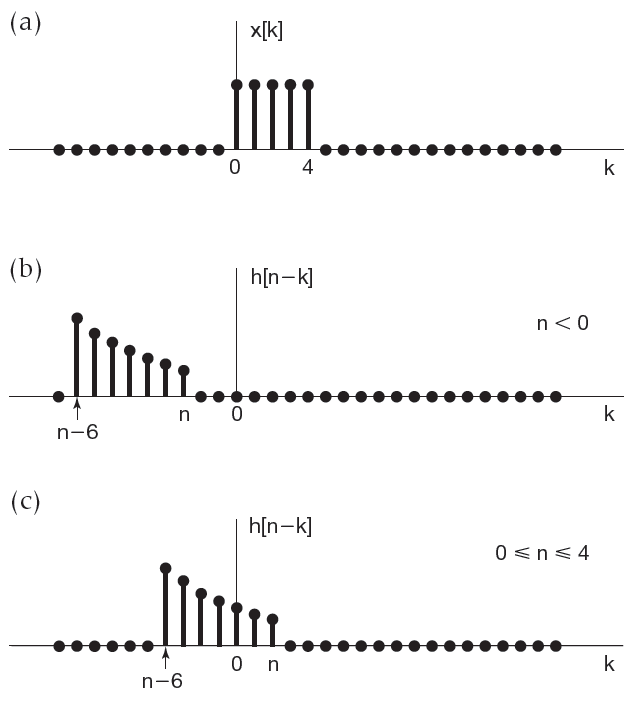 (a)
x[k]
0 4 k
(b)
h[n−k]
n < 0
n 0 k
n−6
(c)
h[n−k]
0 ⩽ n ⩽ 4
0 n k
n−6